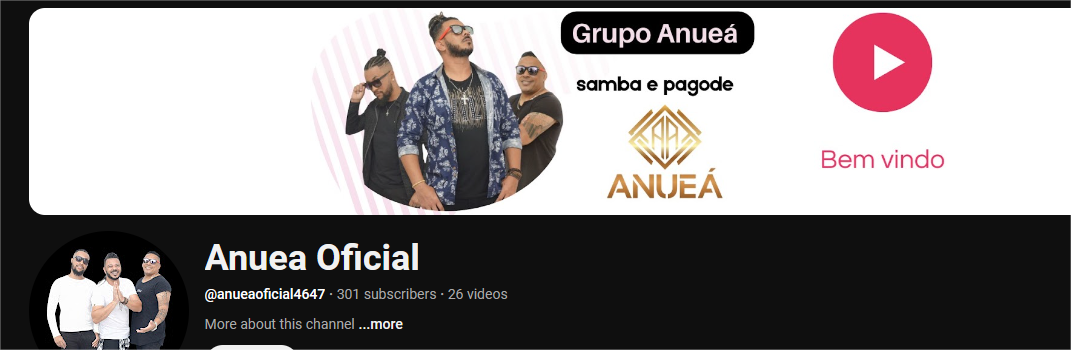 Grupo Anueá
samba e pagode
ANUEÁ
Bem vindo
Anuea Oficial
@anueaoficial4647 · 301 subscribers · 26 videos
More about this channel ...more